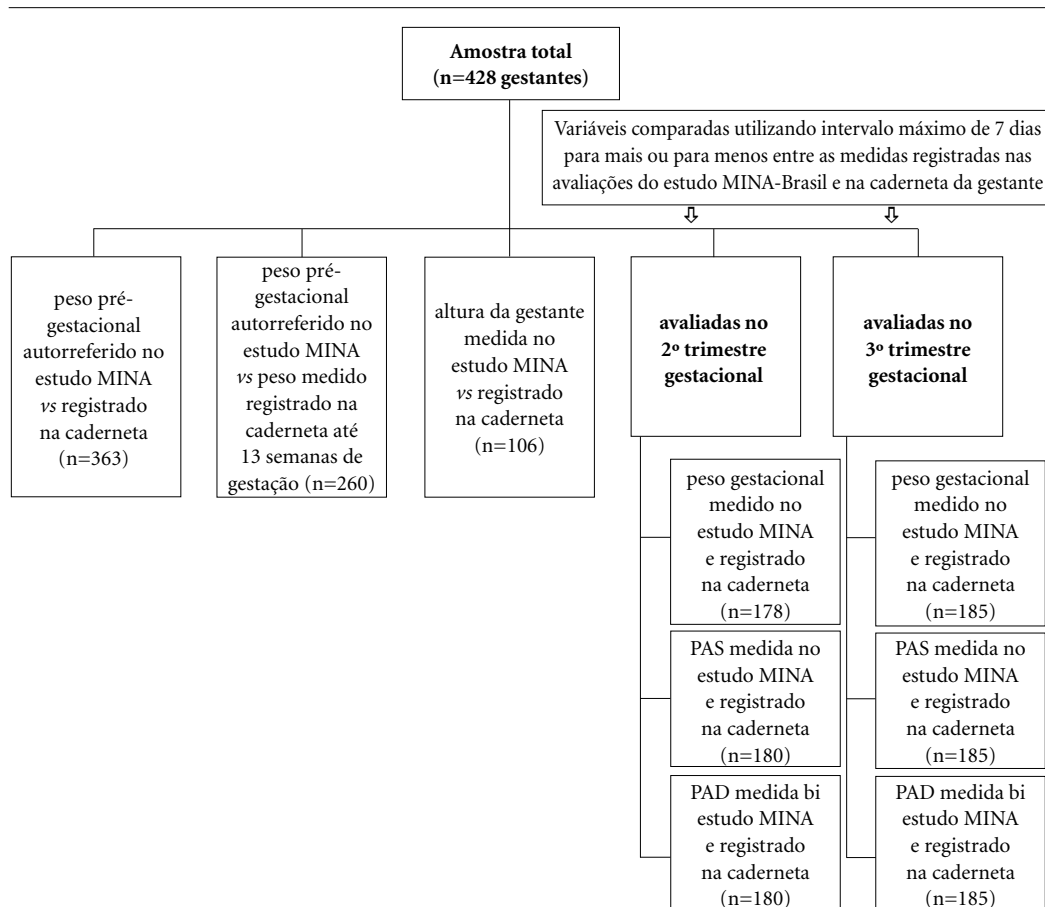 Amostra total
(n=428 gestantes)
Variáveis comparadas utilizando intervalo máximo de 7 dias
para mais ou para menos entre as medidas registradas nas
avaliações do estudo MINA-Brasil e na caderneta da gestante
peso pré-
gestacional
autorreferido no
estudo MINA
vs registrado
na caderneta
(n=363)
peso pré-
gestacional
autorreferido no
estudo MINA
vs peso medido
registrado na
caderneta até
13 semanas de
gestação (n=260)
altura da gestante
medida no
estudo MINA
vs registrado
na caderneta
(n=106)
avaliadas no
2º trimestre
gestacional
avaliadas no
3º trimestre
gestacional
peso gestacional
medido no
estudo MINA
e registrado
na caderneta
(n=178)
peso gestacional
medido no
estudo MINA
e registrado
na caderneta
(n=185)
PAS medida no
estudo MINA
e registrado
na caderneta
(n=180)
PAS medida no
estudo MINA
e registrado
na caderneta
(n=185)
PAD medida bi
estudo MINA
e registrado
na caderneta
(n=180)
PAD medida bi
estudo MINA
e registrado
na caderneta
(n=185)